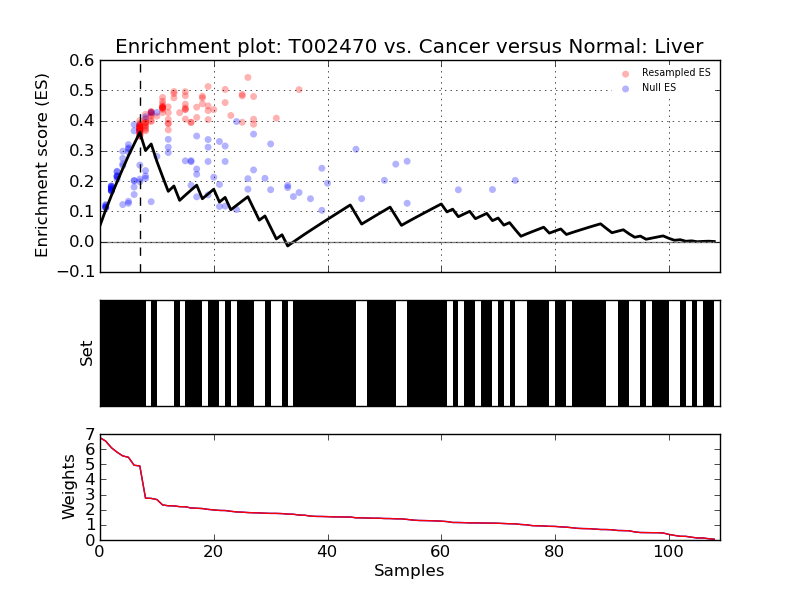 Enrichment plot: T002470 vs. Cancer versus Normal: Liver
Enrichment score (ES)
0.6
0.5
0.4
0.3
0.2
0.1
0.0
−0.1
Resampled ES
Null ES
Set
Weights
7
6
5
4
3
2
1
0
0 20 40 60 80 100
Samples